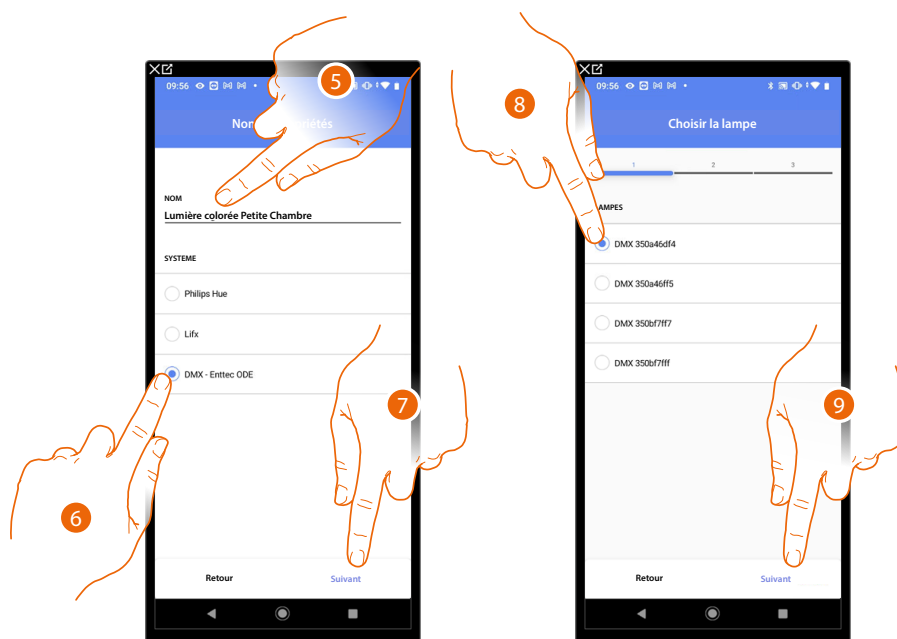 5
09:56
Nom
riétés
NOM
Lumière colorée Petite Chambre
SYSTEME
Philips Hue
Lifx
DMX - Enttec ODE
7
6
Retour
Suivant
8
09:56
Choisir la lampe
1 2 3
AMPES
DMX 350a46df4
DMX 350a46ff5
DMX 350bf7ff7
DMX 350bf7fff
9
Retour
Suivant